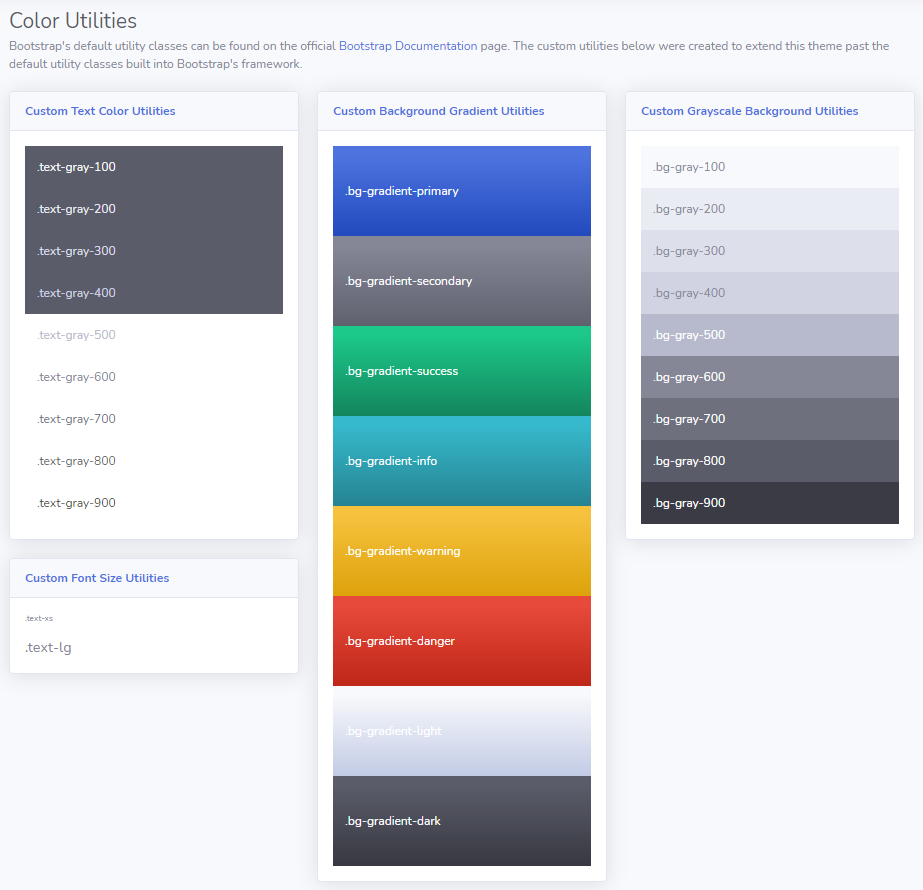 Color Utilities
Bootstrap's default utility classes can be found on the official Bootstrap Documentation page. The custom utilities below were created to extend this theme past the
default utility classes built into Bootstrap's framework.
Custom Text Color Utilities
.text-gray-100
.text-gray-200
.text-gray-300
.text-gray-400
.text-gray-500
.text-gray-600
.text-gray-700
.text-gray-800
.text-gray-900
Custom Font Size Utilities
.text-xs
.text-lg
Custom Background Gradient Utilities
.bg-gradient-primary
.bg-gradient-secondary
.bg-gradient-success
.bg-gradient-info
.bg-gradient-warning
.bg-gradient-danger
.bg-gradient-light
.bg-gradient-dark
Custom Grayscale Background Utilities
.bg-gray-100
.bg-gray-200
.bg-gray-300
.bg-gray-400
.bg-gray-500
.bg-gray-600
.bg-gray-700
.bg-gray-800
.bg-gray-900